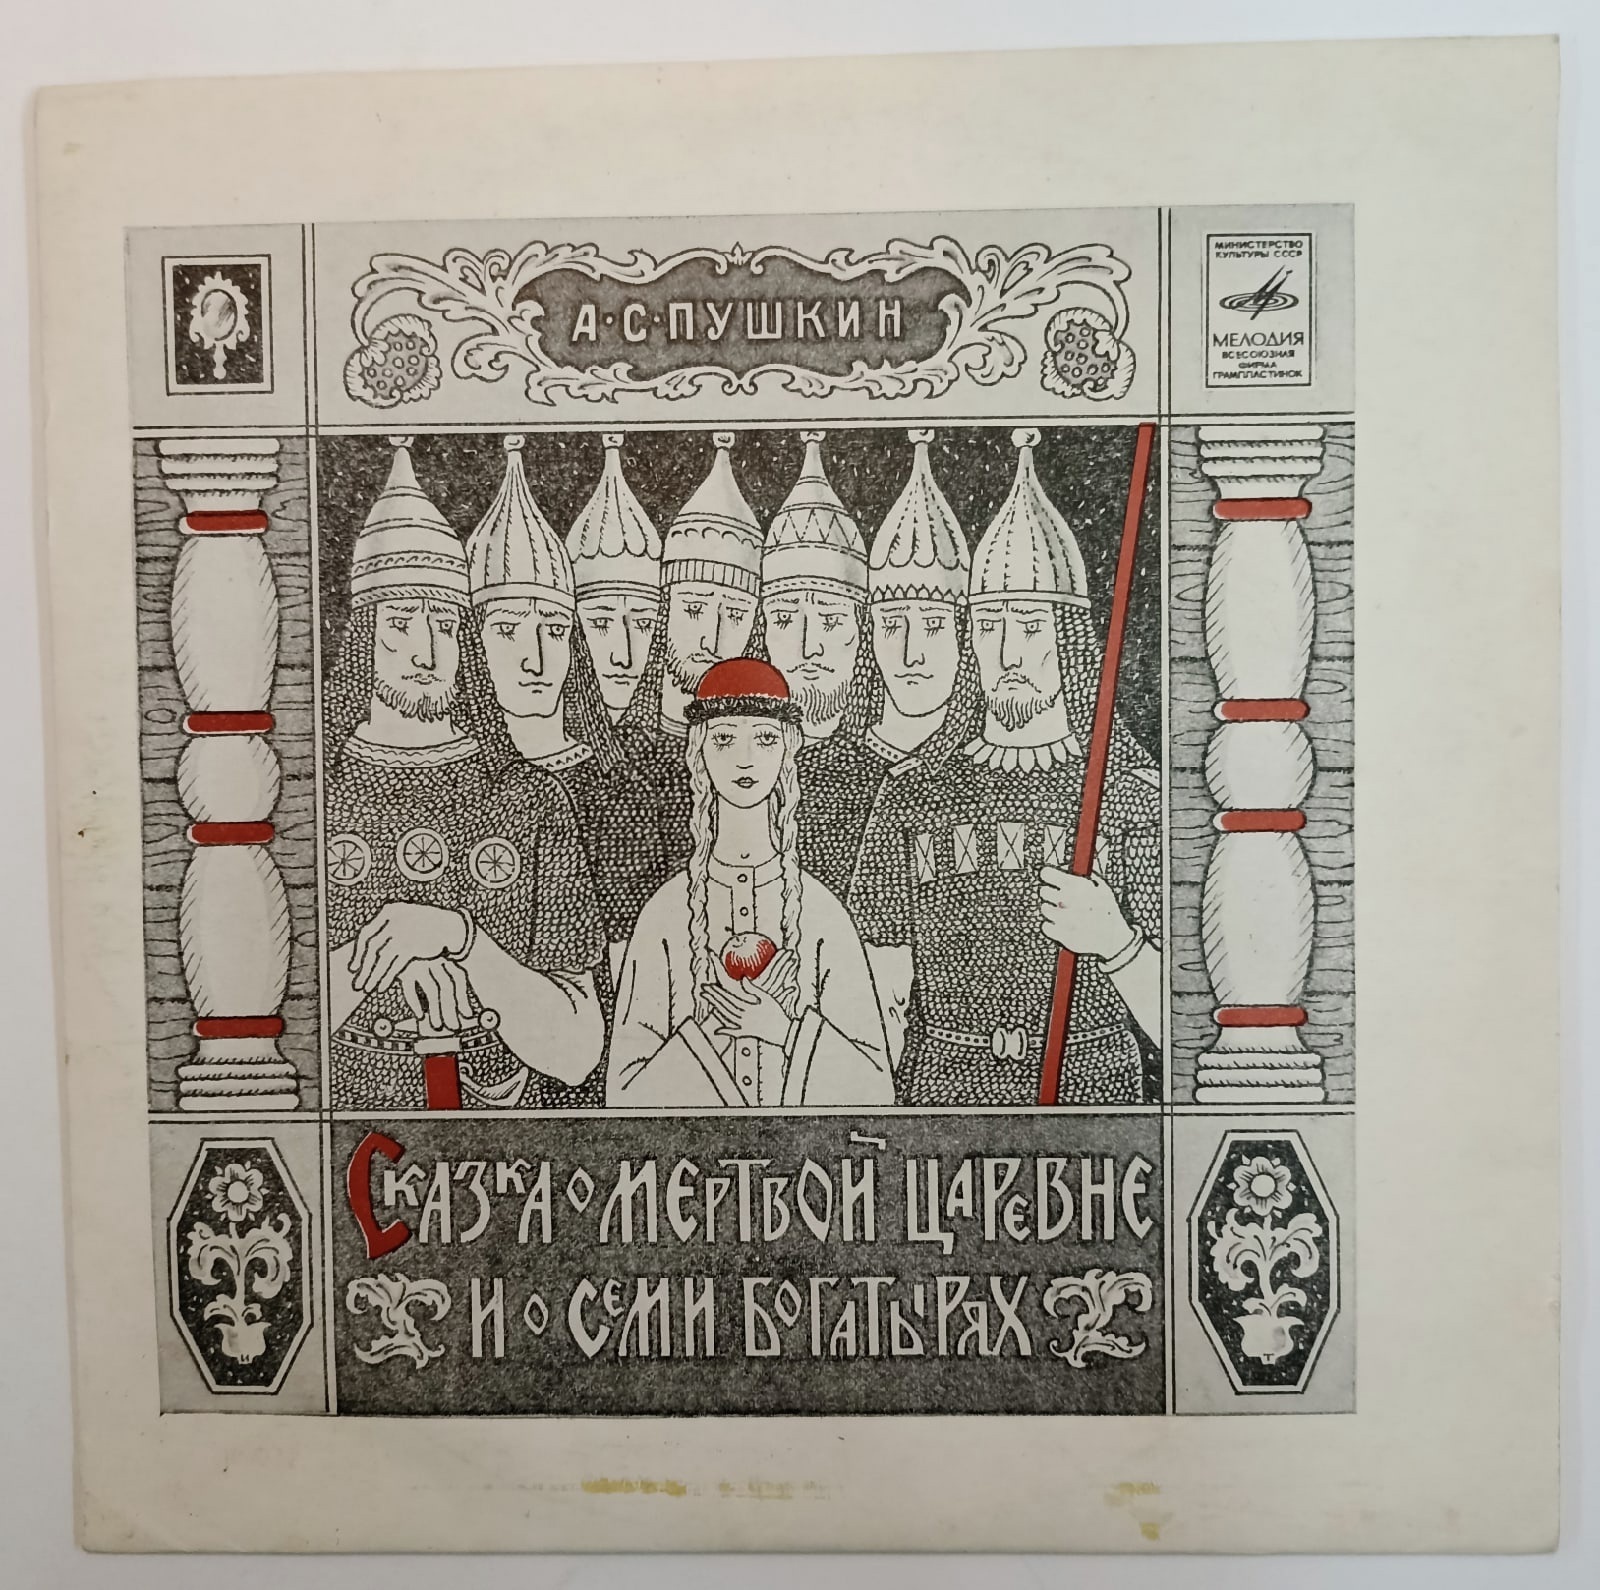 А·С·ПУШКИН
МИНИСТЕРСТВО
КУЛЬТУРЫ СССР
МЕЛОДИЯ
ВСЕСОЮЗНАЯ
ФИРМА
ГРАМПЛАСТИНОК
Сказка о мертвой царевне
и о семи богатырях
И
Т